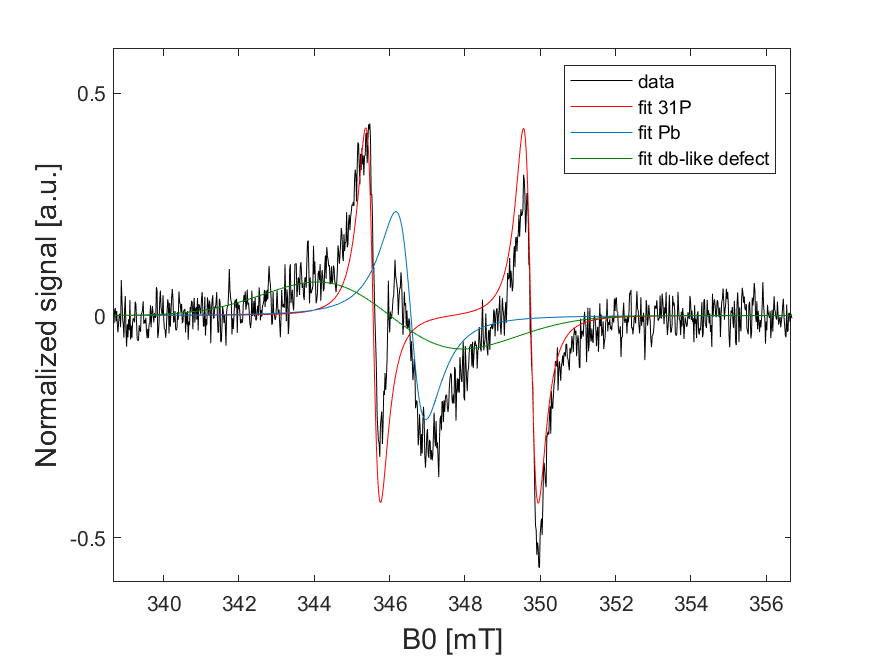 0.5
0
-0.5
Normalized signal [a.u.]
data
fit 31P
fit Pb
fit db-like defect
340 342 344 346 348 350 352 354 356
B0 [mT]